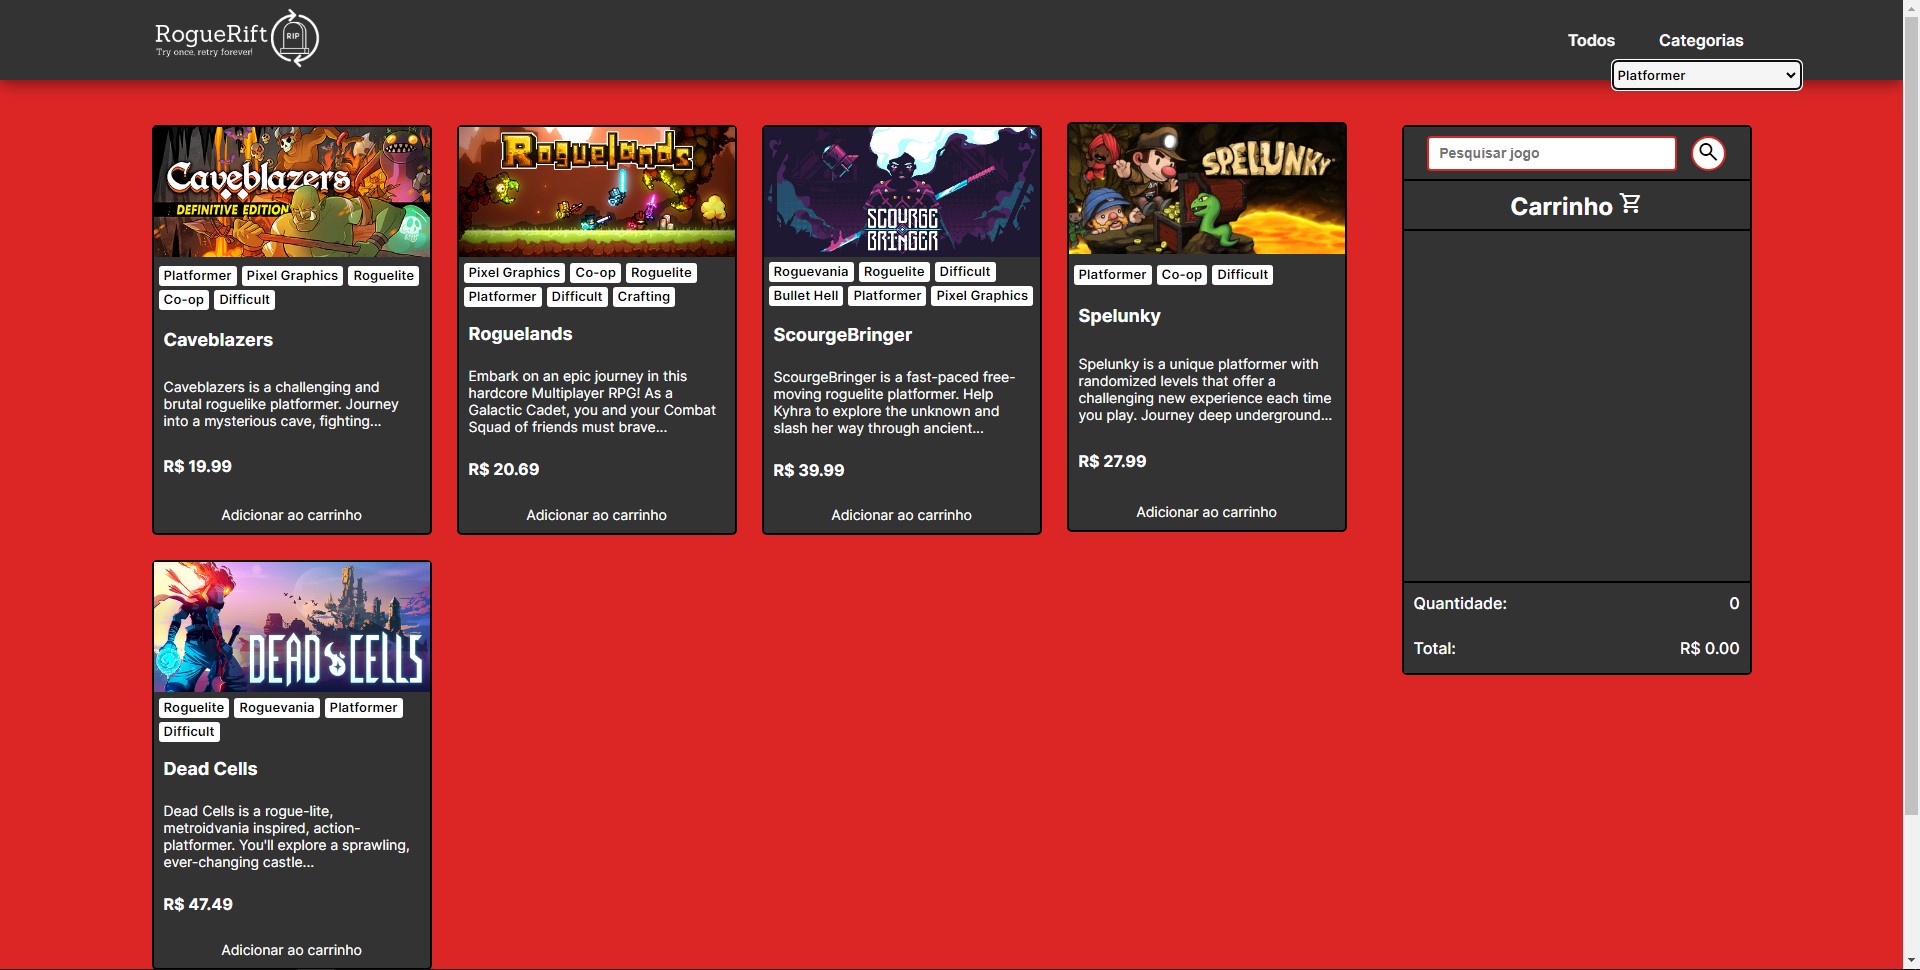 RogueRift
RIP
Try once, retry forever!
Todos
Categorias
Platformer
Caveblazers
DEFINITIVE EDITION
Platformer Pixel Graphics Roguelite
Co-op Difficult
Caveblazers
Caveblazers is a challenging and
brutal roguelike platformer. Journey
into a mysterious cave, fighting...
R$ 19.99
Adicionar ao carrinho
Roguelands
Pixel Graphics Co-op Roguelite
Platformer Difficult Crafting
Roguelands
Embark on an epic journey in this
hardcore Multiplayer RPG! As a
Galactic Cadet, you and your Combat
Squad of friends must brave...
R$ 20.69
Adicionar ao carrinho
SCOURGE
BRINGER
Roguevania Roguelite Difficult
Bullet Hell Platformer Pixel Graphics
ScourgeBringer
ScourgeBringer is a fast-paced free-
moving roguelite platformer. Help
Kyhra to explore the unknown and
slash her way through ancient...
R$ 39.99
Adicionar ao carrinho
SPELUNKY
Platformer Co-op Difficult
Spelunky
Spelunky is a unique platformer with
randomized levels that offer a
challenging new experience each time
you play. Journey deep underground...
R$ 27.99
Adicionar ao carrinho
DEAD CELLS
Roguelite Roguevania Platformer
Difficult
Dead Cells
Dead Cells is a rogue-lite,
metroidvania inspired, action-
platformer. You'll explore a sprawling,
ever-changing castle...
R$ 47.49
Adicionar ao carrinho
Pesquisar jogo
Carrinho
Quantidade: 0
Total: R$ 0.00